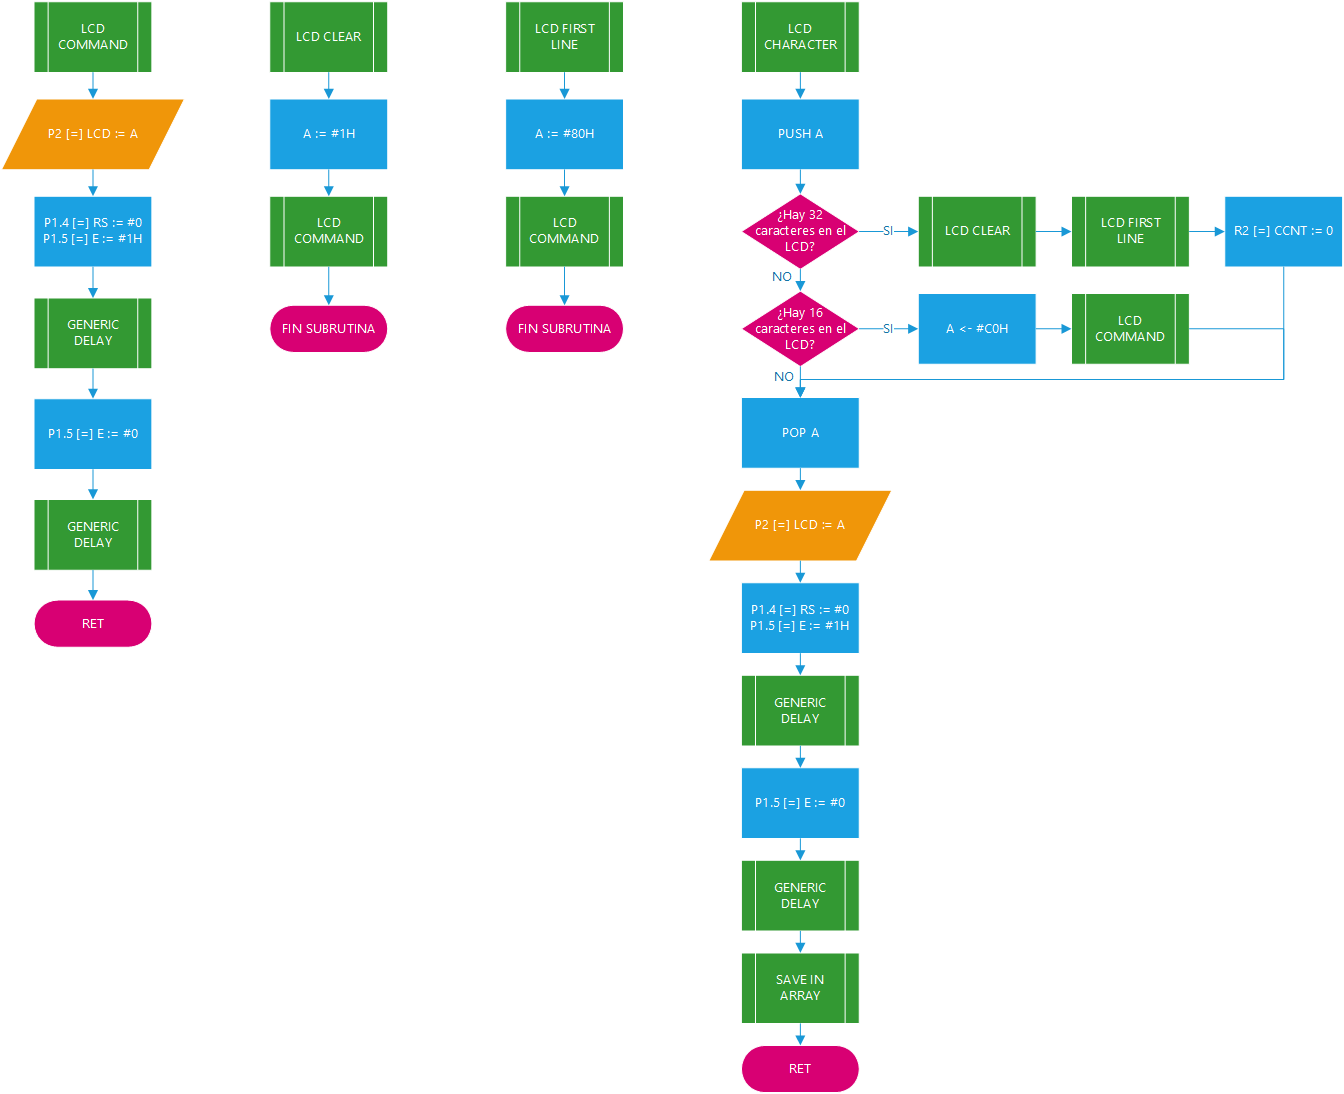 LCD
COMMAND
P2 [=] LCD := A
P1.4 [=] RS := #0
P1.5 [=] E := #1H
GENERIC
DELAY
P1.5 [=] E := #0
GENERIC
DELAY
RET
LCD CLEAR
A := #1H
LCD
COMMAND
FIN SUBRUTINA
LCD FIRST
LINE
A := #80H
LCD
COMMAND
FIN SUBRUTINA
LCD
CHARACTER
PUSH A
¿Hay 32
caracteres en el
LCD?
SI
LCD CLEAR
LCD FIRST
LINE
R2 [=] CCNT := 0
NO
¿Hay 16
caracteres en el
LCD?
SI
A <- #C0H
LCD
COMMAND
NO
POP A
P2 [=] LCD := A
P1.4 [=] RS := #0
P1.5 [=] E := #1H
GENERIC
DELAY
P1.5 [=] E := #0
GENERIC
DELAY
SAVE IN
ARRAY
RET